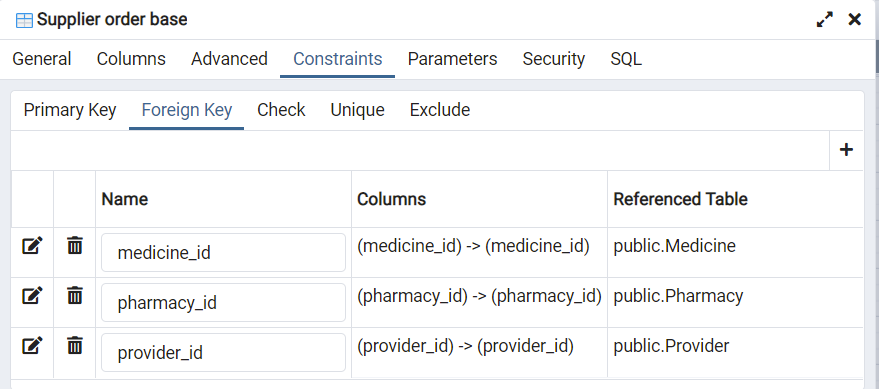 Supplier order base
General Columns Advanced Constraints Parameters Security SQL
Primary Key Foreign Key Check Unique Exclude
Name Columns Referenced Table
medicine_id (medicine_id) -> (medicine_id) public.Medicine
pharmacy_id (pharmacy_id) -> (pharmacy_id) public.Pharmacy
provider_id (provider_id) -> (provider_id) public.Provider